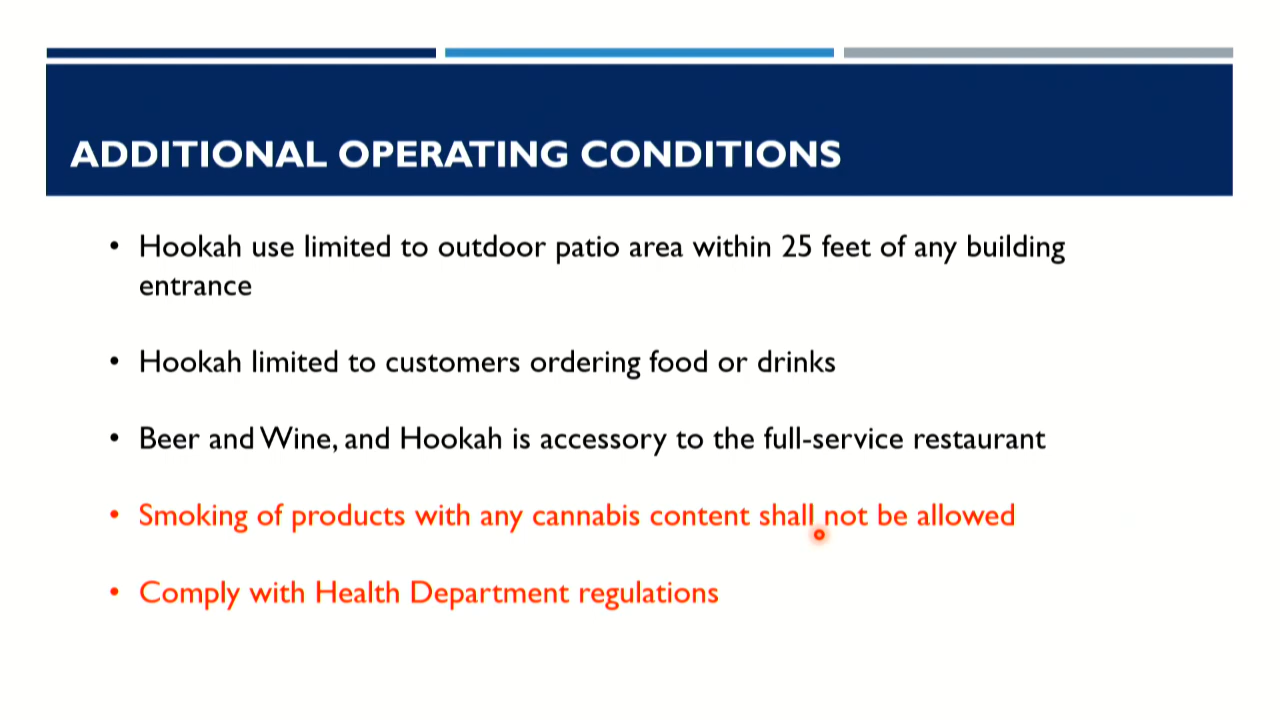 ADDITIONAL OPERATING CONDITIONS
• Hookah use limited to outdoor patio area within 25 feet of any building
entrance
• Hookah limited to customers ordering food or drinks
• Beer and Wine, and Hookah is accessory to the full-service restaurant
• Smoking of products with any cannabis content shall not be allowed
• Comply with Health Department regulations